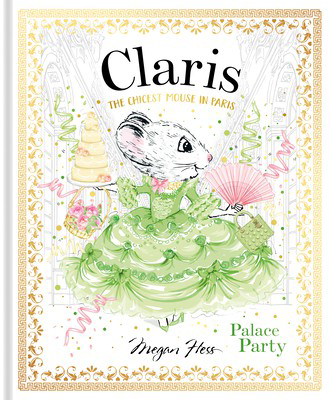 Claris
THE CHICEST MOUSE IN PARIS
Palace
Party
Megan Hess